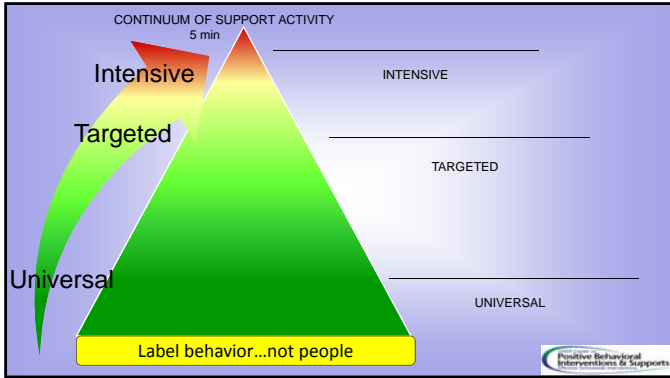 CONTINUUM OF SUPPORT ACTIVITY
5 min
Intensive
INTENSIVE
Targeted
TARGETED
Universal
UNIVERSAL
Label behavior...not people
Positive Behavioral
Interventions & Supports